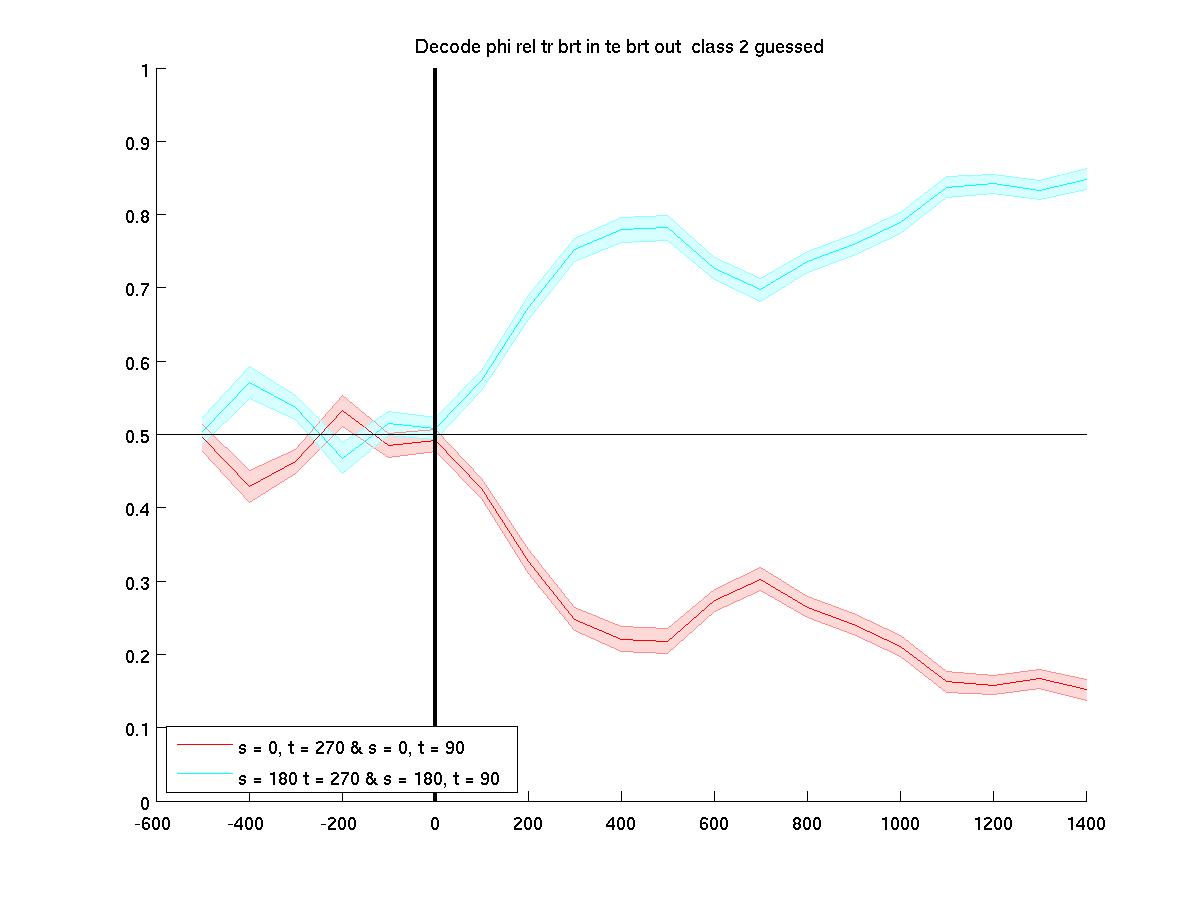 Decode phi rel tr brt in te brt out  class 2 guessed
1
0.9
0.8
0.7
0.6
0.5
0.4
0.3
0.2
0.1
0
s = 0, t = 270 & s = 0, t = 90
s = 180 t = 270 & s = 180, t = 90
-600 -400 -200 0 200 400 600 800 1000 1200 1400